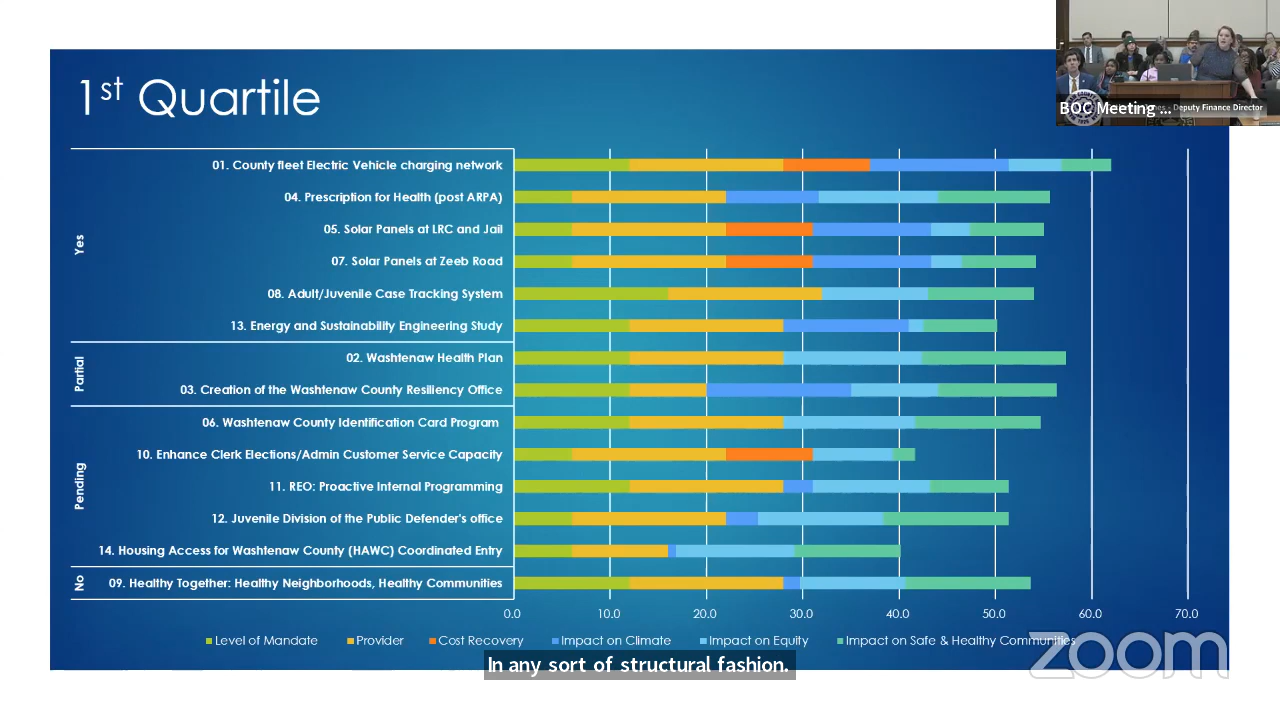 1st Quartile
BOC Meeting ...
- Deputy Finance Director
Yes
01. County fleet Electric Vehicle charging network
04. Prescription for Health (post ARPA)
05. Solar Panels at LRC and Jail
07. Solar Panels at Zeeb Road
08. Adult/Juvenile Case Tracking System
13. Energy and Sustainability Engineering Study
Partial
02. Washtenaw Health Plan
03. Creation of the Washtenaw County Resiliency Office
Pending
06. Washtenaw County Identification Card Program
10. Enhance Clerk Elections/Admin Customer Service Capacity
11. REO: Proactive Internal Programming
12. Juvenile Division of the Public Defender's office
14. Housing Access for Washtenaw County (HAWC) Coordinated Entry
No
09. Healthy Together: Healthy Neighborhoods, Healthy Communities
0.0 10.0 20.0 30.0 40.0 50.0 60.0 70.0
Level of Mandate Provider Cost Recovery Impact on Climate Impact on Equity Impact on Safe & Healthy Communities
In any sort of structural fashion.
zoom